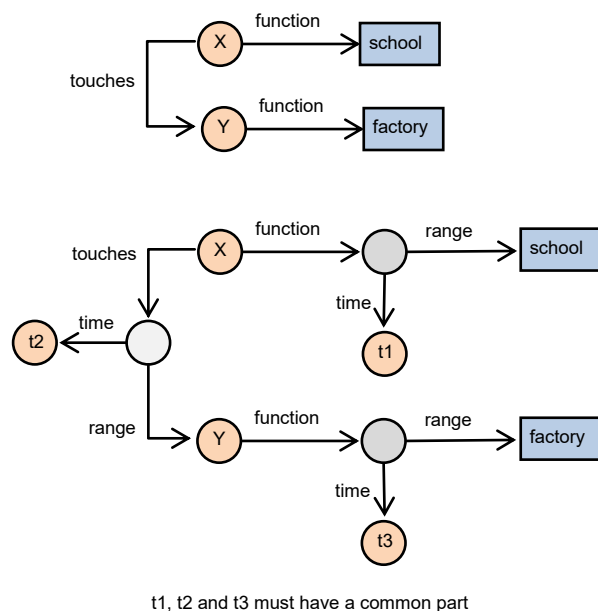 function
X
school
touches
function
Y
factory
function
range
X
school
touches
time
time
t2
t1
function
range
range
Y
factory
time
t3
t1, t2 and t3 must have a common part